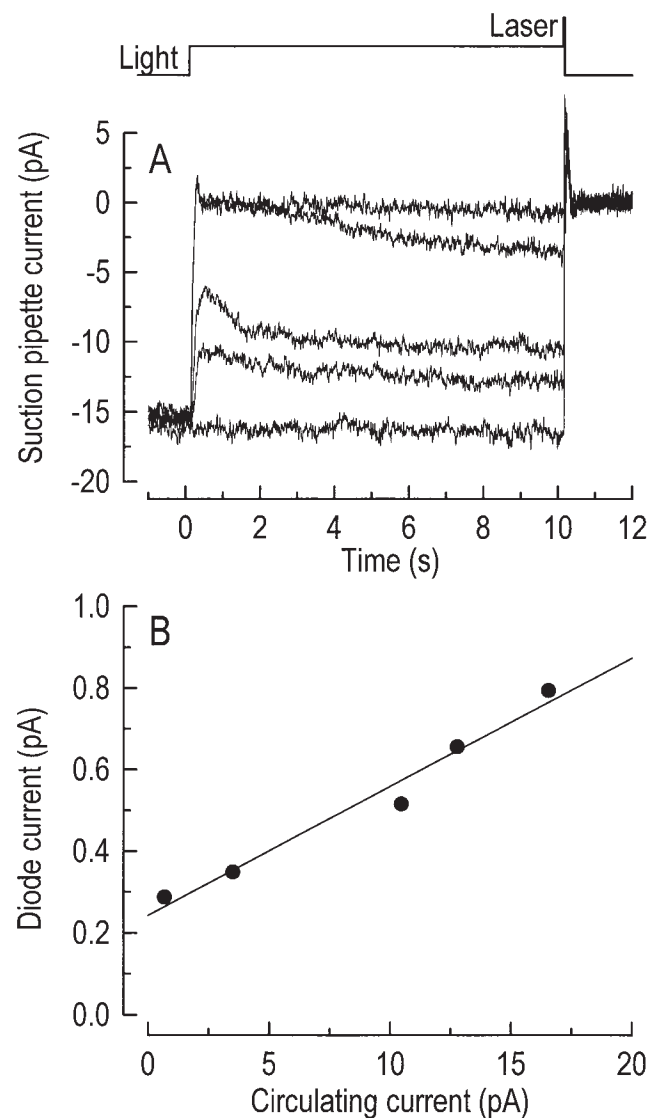 Laser
Light
A
Suction pipette current (pA)
5
0
-5
-10
-15
-20
0 2 4 6 8 10 12
Time (s)
B
Diode current (pA)
1.0
0.8
0.6
0.4
0.2
0.0
0 5 10 15 20
Circulating current (pA)